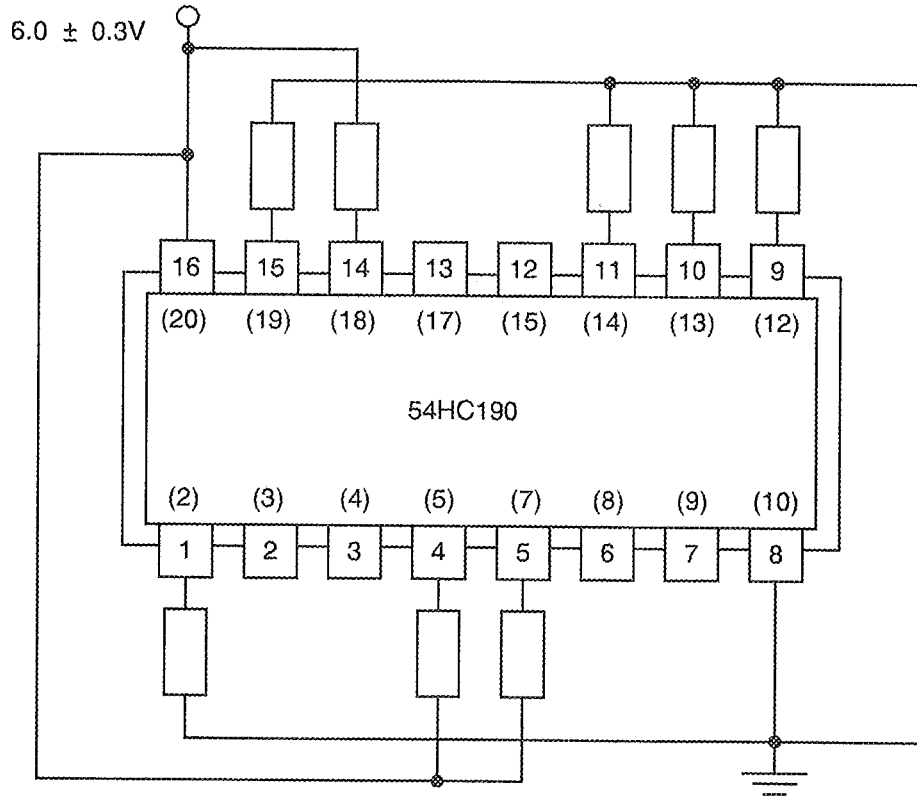 6.0 ± 0.3V
16 15 14 13 12 11 10 9
(20) (19) (18) (17) (15) (14) (13) (12)
54HC190
(2) (3) (4) (5) (7) (8) (9) (10)
1 2 3 4 5 6 7 8